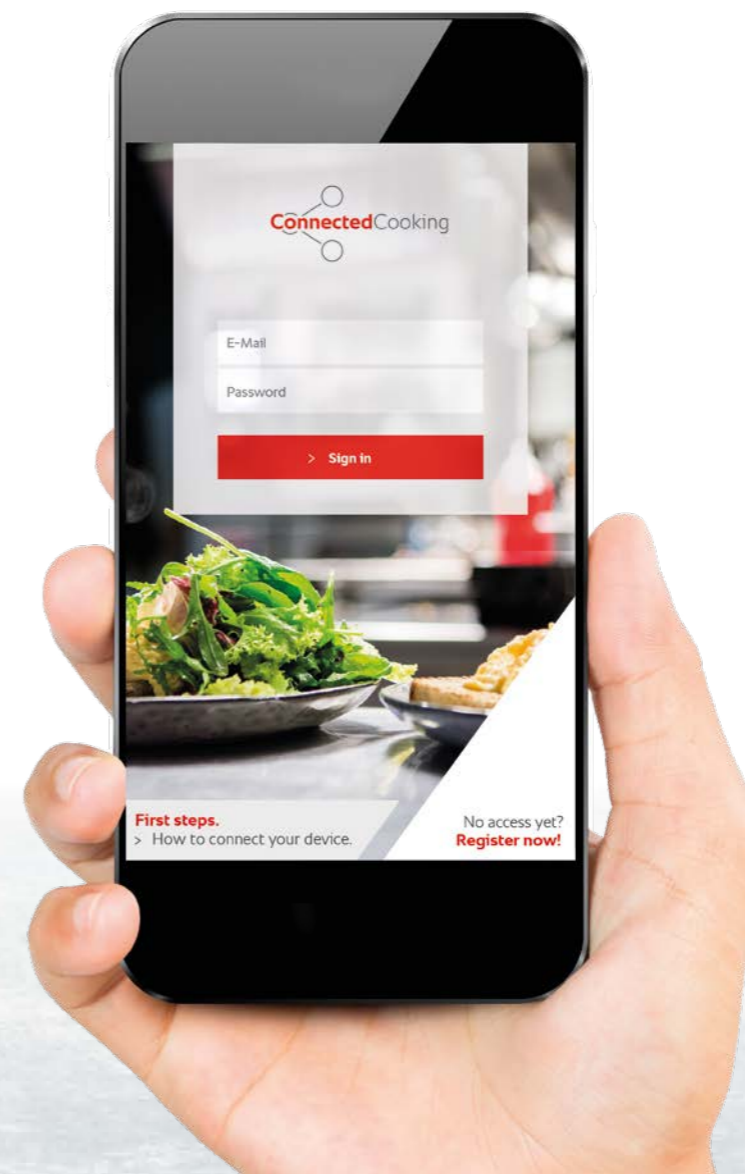 ConnectedCooking
E-Mail
Password
> Sign in
First steps.
> How to connect your device.
No access yet?
Register now!